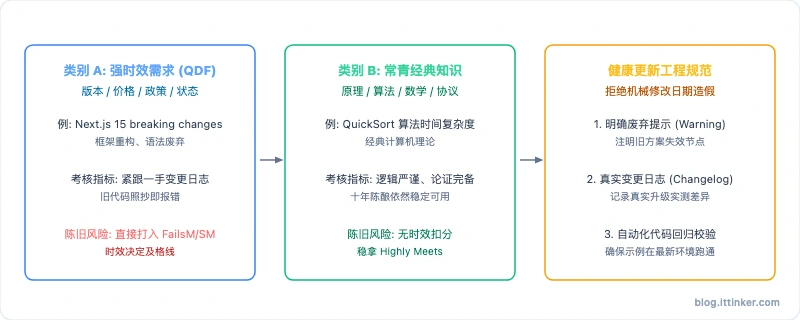 类别 A: 强时效需求 (QDF)
版本 / 价格 / 政策 / 状态
例: Next.js 15 breaking changes
框架重构、语法废弃
考核指标: 紧跟一手变更日志
旧代码照抄即报错
陈旧风险: 直接打入 FailsM/SM
时效决定及格线
类别 B: 常青经典知识
原理 / 算法 / 数学 / 协议
例: QuickSort 算法时间复杂度
经典计算机理论
考核指标: 逻辑严谨、论证完备
十年陈酿依然稳定可用
陈旧风险: 无时效扣分
稳拿 Highly Meets
健康更新工程规范
拒绝机械修改日期造假
1. 明确废弃提示 (Warning)
注明旧方案失效节点
2. 真实变更日志 (Changelog)
记录真实升级实测差异
3. 自动化代码回归校验
确保示例在最新环境跑通
blog.ittinker.com